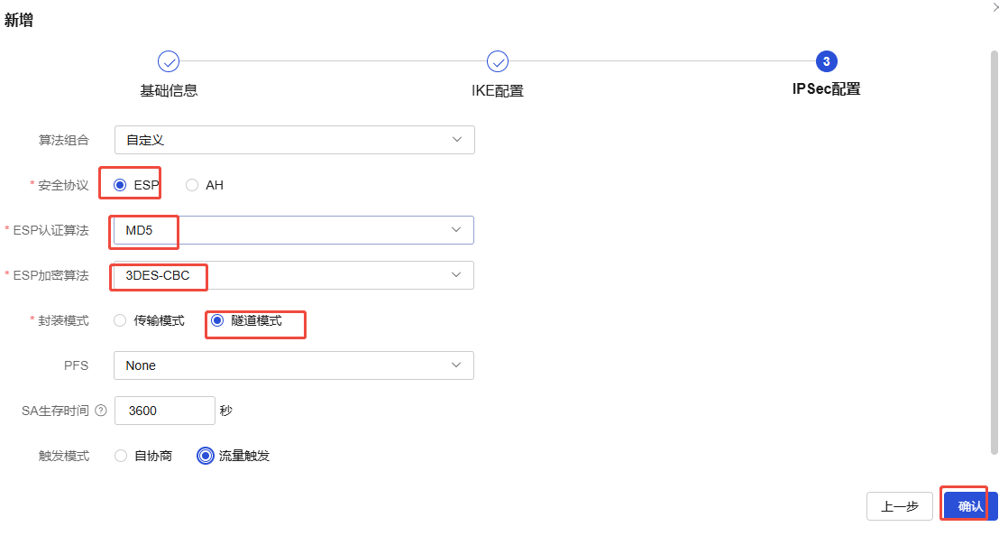 新增
3
基础信息
IKE配置
IPSec配置
算法组合 自定义
* 安全协议 ESP AH
* ESP认证算法 MD5
* ESP加密算法 3DES-CBC
* 封装模式 传输模式 隧道模式
PFS None
SA生存时间 ? 3600 秒
触发模式 自协商 流量触发
上一步 确认